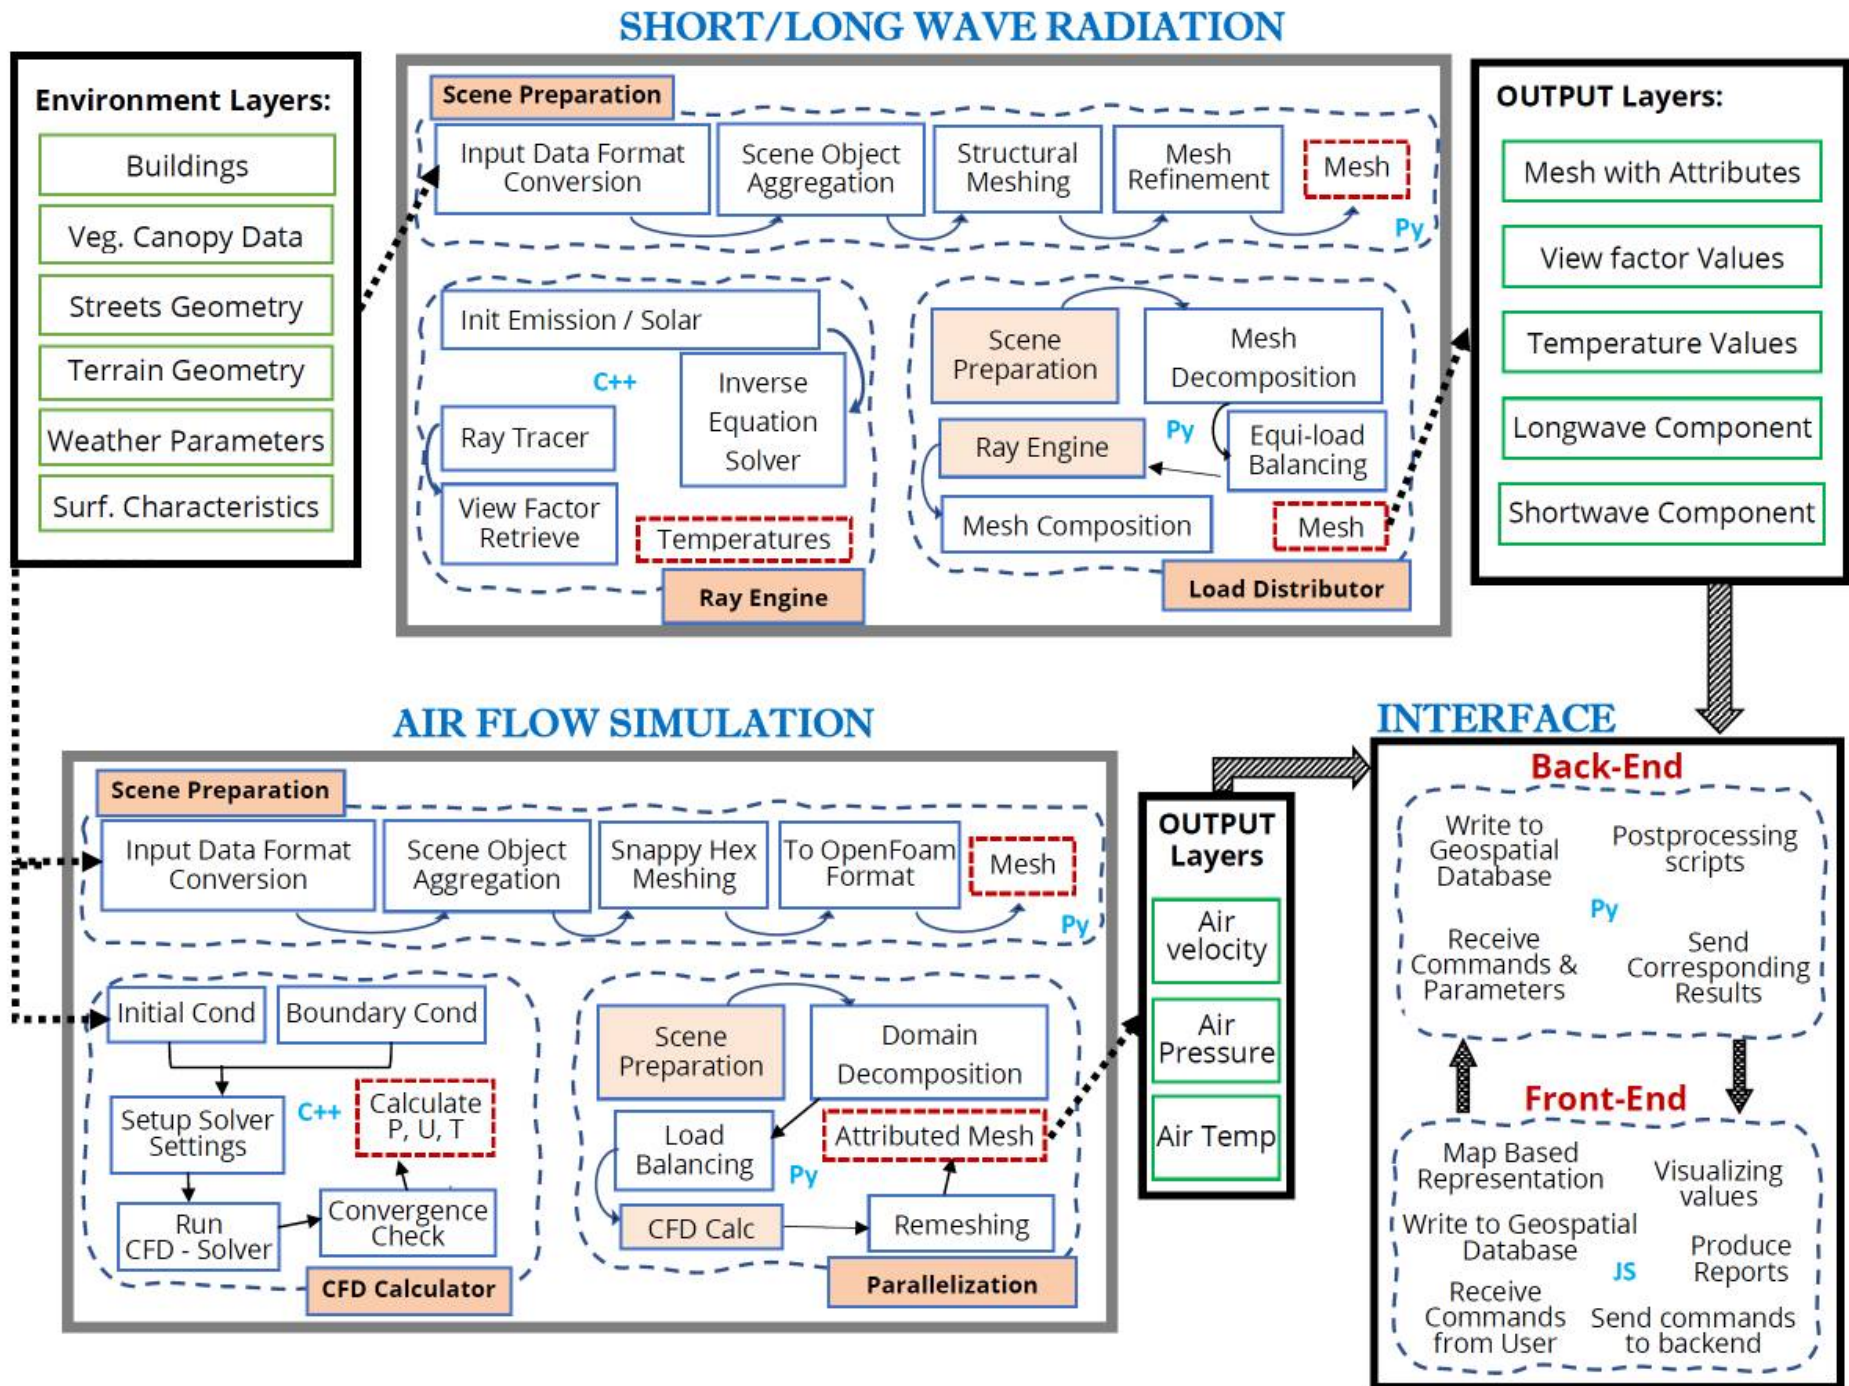 SHORT/LONG WAVE RADIATION
Environment Layers:
Buildings
Veg. Canopy Data
Streets Geometry
Terrain Geometry
Weather Parameters
Surf. Characteristics
Scene Preparation
Input Data Format
Conversion
Scene Object
Aggregation
Structural
Meshing
Mesh
Refinement
Mesh
Py
Init Emission / Solar
C++
Inverse
Equation
Solver
Ray Tracer
View Factor
Retrieve
Temperatures
Ray Engine
Scene
Preparation
Mesh
Decomposition
Ray Engine
Py
Equi-load
Balancing
Mesh Composition
Mesh
Load Distributor
OUTPUT Layers:
Mesh with Attributes
View factor Values
Temperature Values
Longwave Component
Shortwave Component
AIR FLOW SIMULATION
Scene Preparation
Input Data Format
Conversion
Scene Object
Aggregation
Snappy Hex
Meshing
To OpenFoam
Format
Mesh
Py
Initial Cond
Boundary Cond
Setup Solver
Settings
C++
Calculate
P, U, T
Run
CFD - Solver
Convergence
Check
CFD Calculator
Scene
Preparation
Domain
Decomposition
Load
Balancing
Py
Attributed Mesh
CFD Calc
Remeshing
Parallelization
OUTPUT
Layers
Air
velocity
Air
Pressure
Air Temp
INTERFACE
Back-End
Write to
Geospatial
Database
Postprocessing
scripts
Py
Receive
Commands &
Parameters
Send
Corresponding
Results
Front-End
Map Based
Representation
Visualizing
values
Write to Geospatial
Database
Produce
Reports
JS
Receive
Commands
from User
Send commands
to backend